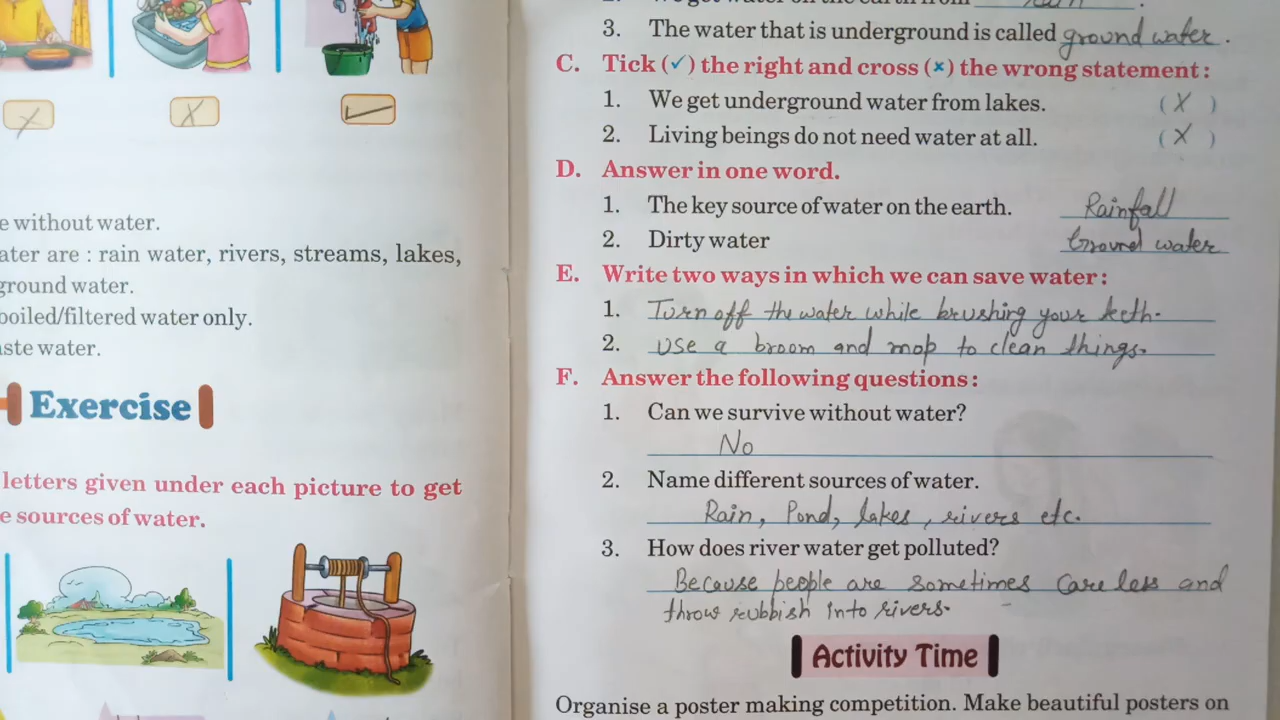 e without water.
ater are : rain water, rivers, streams, lakes,
ground water.
boiled/filtered water only.
aste water.
Exercise
letters given under each picture to get
e sources of water.
3. The water that is underground is called ground water.
C. Tick (✓) the right and cross (×) the wrong statement :
1. We get underground water from lakes. (X)
2. Living beings do not need water at all. (X)
D. Answer in one word.
1. The key source of water on the earth. Rainfall
2. Dirty water Ground water
E. Write two ways in which we can save water :
1. Turn off the water while brushing your teeth.
2. Use a broom and mop to clean things.
F. Answer the following questions :
1. Can we survive without water?
No
2. Name different sources of water.
Rain, Pond, lakes, rivers etc.
3. How does river water get polluted?
Because people are sometimes careless and
throw rubbish into rivers.
Activity Time
Organise a poster making competition. Make beautiful posters on